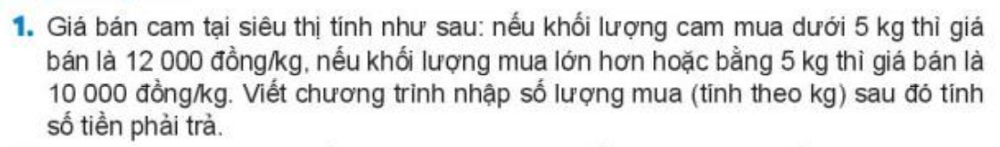 1. Giá bán cam tại siêu thị tính như sau: nếu khối lượng cam mua dưới 5 kg thì giá
bán là 12 000 đồng/kg, nếu khối lượng mua lớn hơn hoặc bằng 5 kg thì giá bán là
10 000 đồng/kg. Viết chương trình nhập số lượng mua (tính theo kg) sau đó tính
số tiền phải trả.